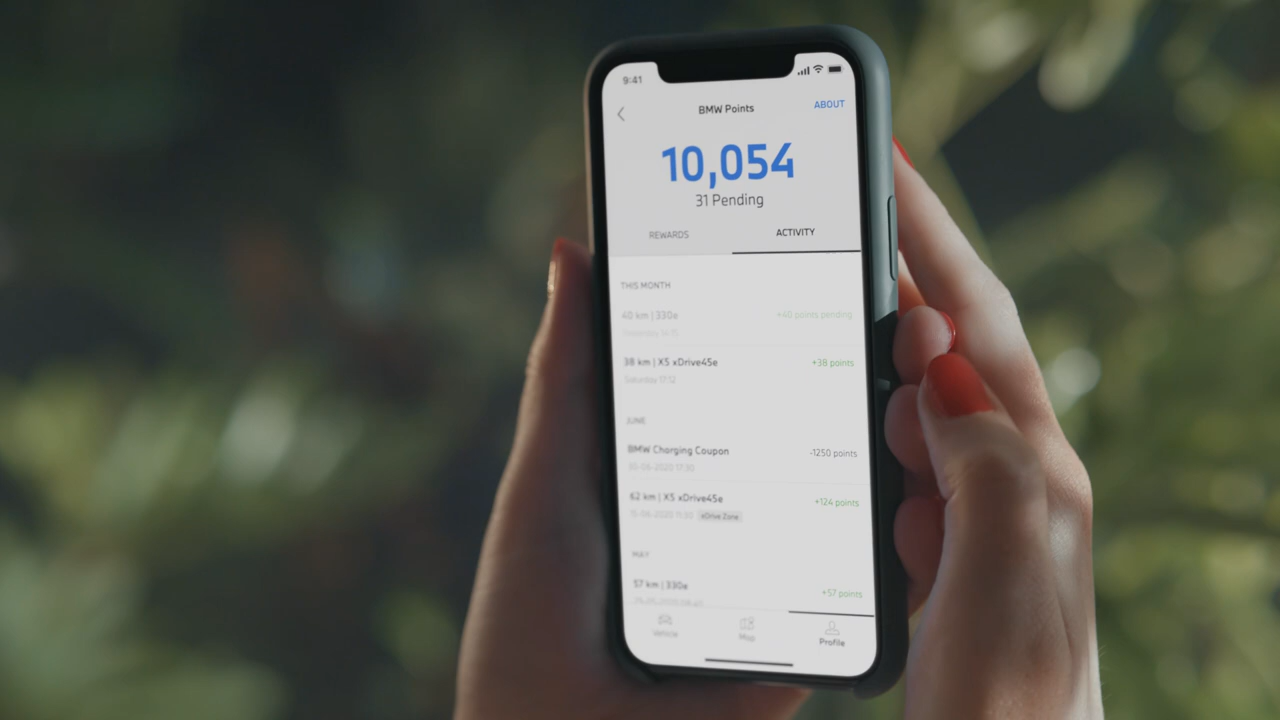 9:41
BMW Points
ABOUT
10,054
31 Pending
REWARDS
ACTIVITY
THIS MONTH
40 km | 330e
+40 points pending
38 km | X5 xDrive45e
+38 points
Saturday 17:12
JUNE
BMW Charging Coupon
-1250 points
62 km | X5 xDrive45e
+124 points
eDrive Zone
MAY
57 km | 330e
+57 points
Vehicle
Map
Profile